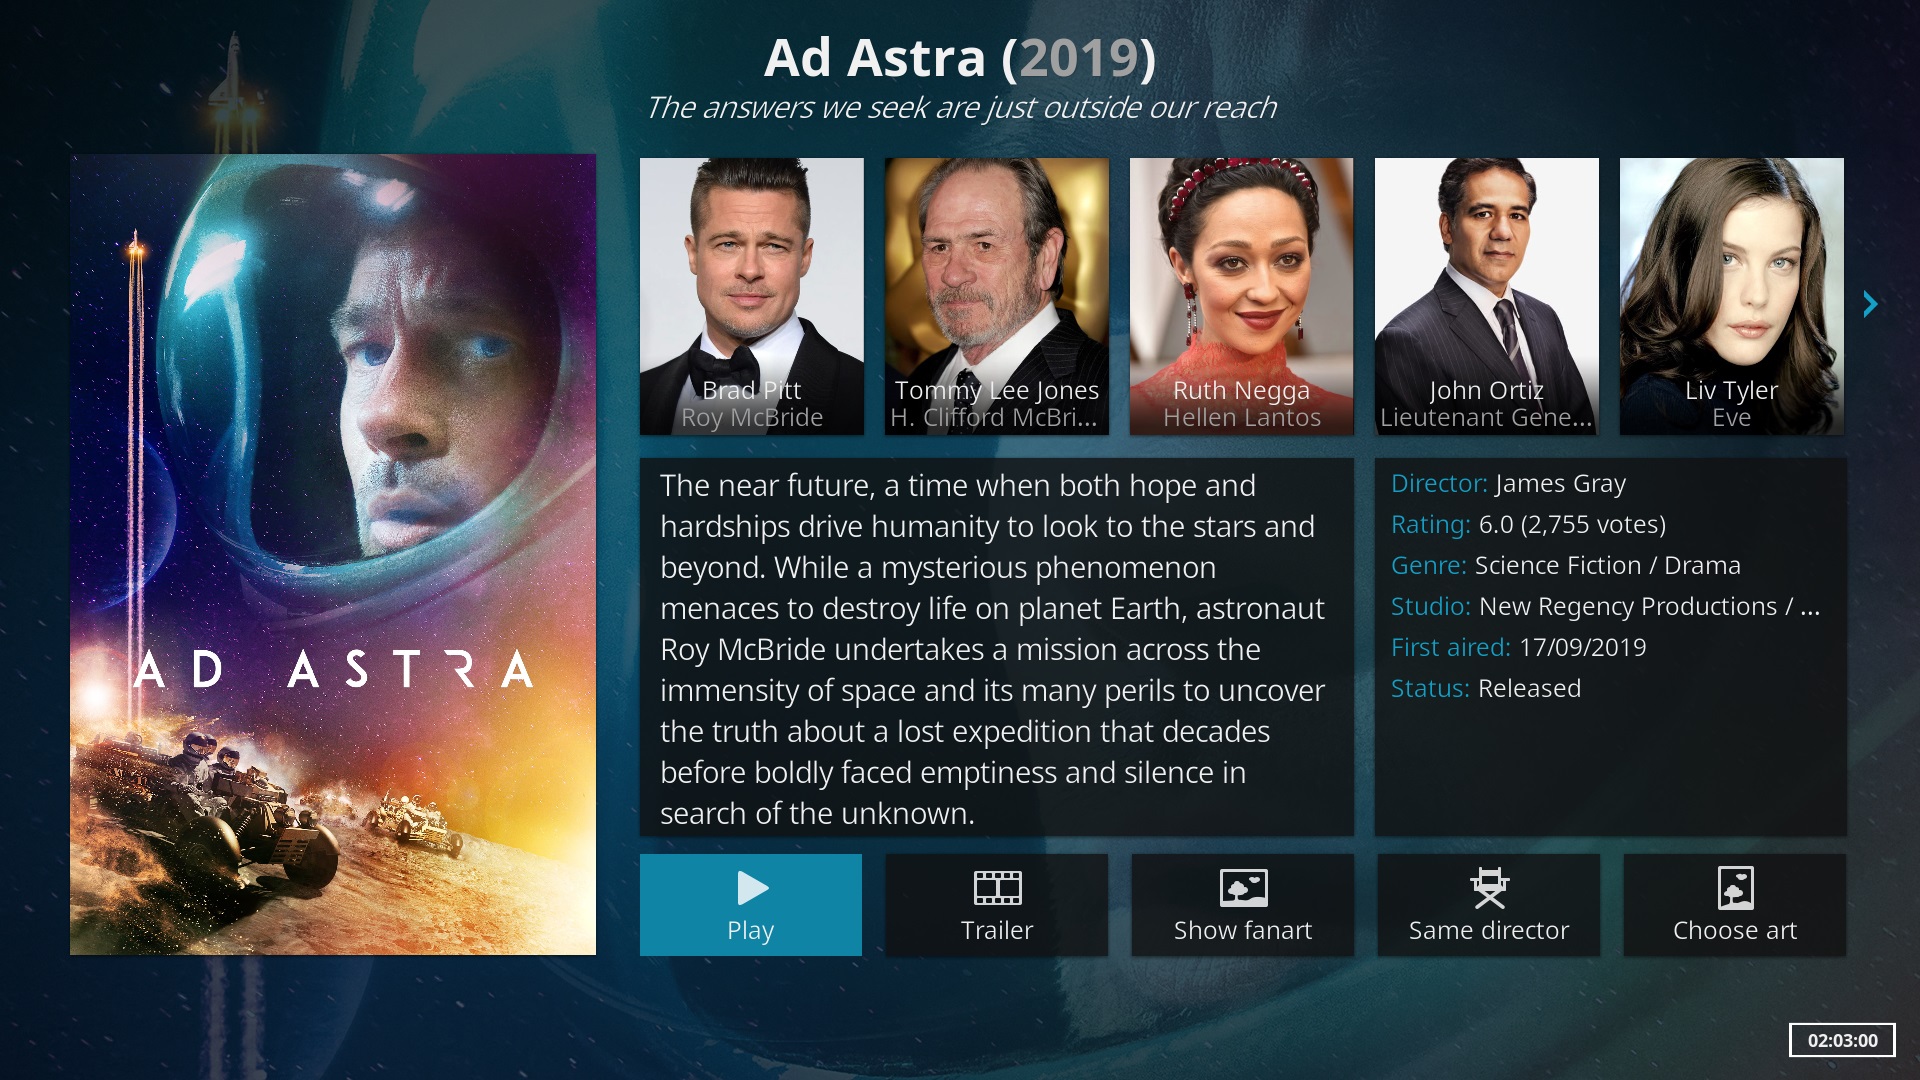 Ad Astra (2019)
The answers we seek are just outside our reach
Brad Pitt
Roy McBride
Tommy Lee Jones
H. Clifford McBri...
Ruth Negga
Hellen Lantos
John Ortiz
Lieutenant Gene...
Liv Tyler
Eve
AD ASTRA
The near future, a time when both hope and
hardships drive humanity to look to the stars and
beyond. While a mysterious phenomenon
menaces to destroy life on planet Earth, astronaut
Roy McBride undertakes a mission across the
immensity of space and its many perils to uncover
the truth about a lost expedition that decades
before boldly faced emptiness and silence in
search of the unknown.
Director: James Gray
Rating: 6.0 (2,755 votes)
Genre: Science Fiction / Drama
Studio: New Regency Productions / ...
First aired: 17/09/2019
Status: Released
Play
Trailer
Show fanart
Same director
Choose art
02:03:00